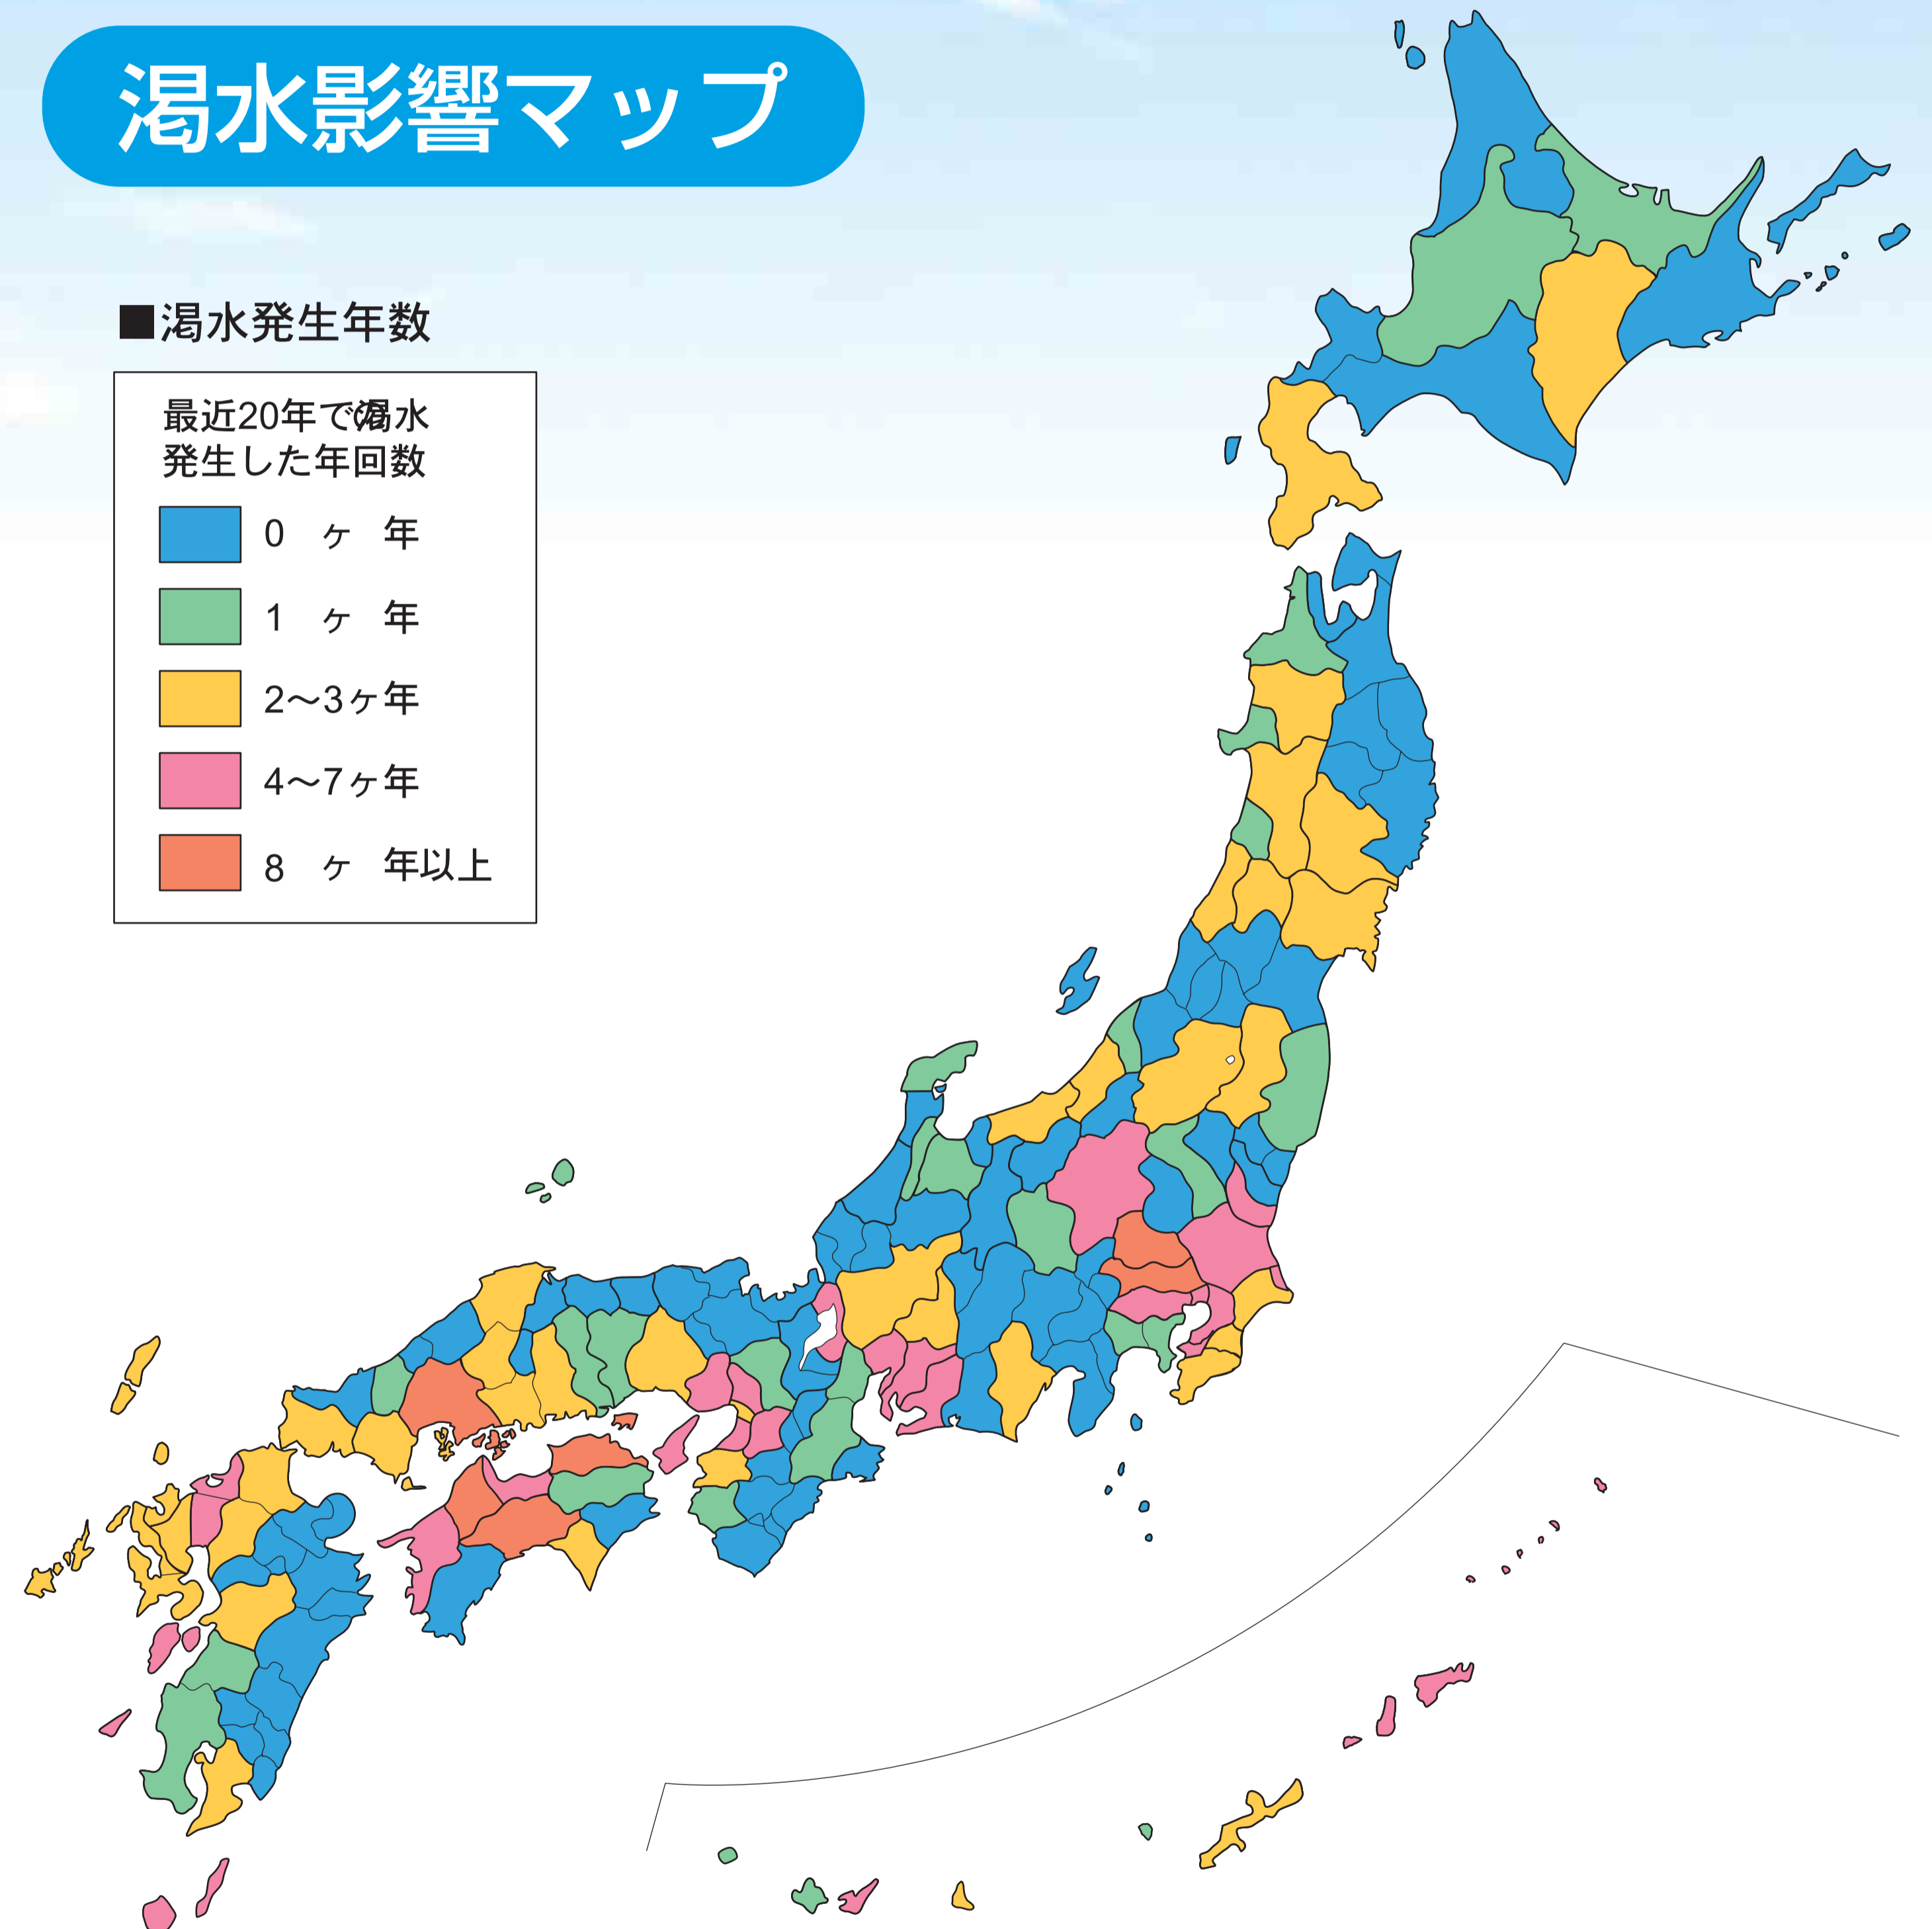 渇水影響マップ
■渇水発生年数
最近20年で渇水
発生した年回数
0 ヶ 年
1 ヶ 年
2〜3ヶ年
4〜7ヶ年
8 ヶ 年以上